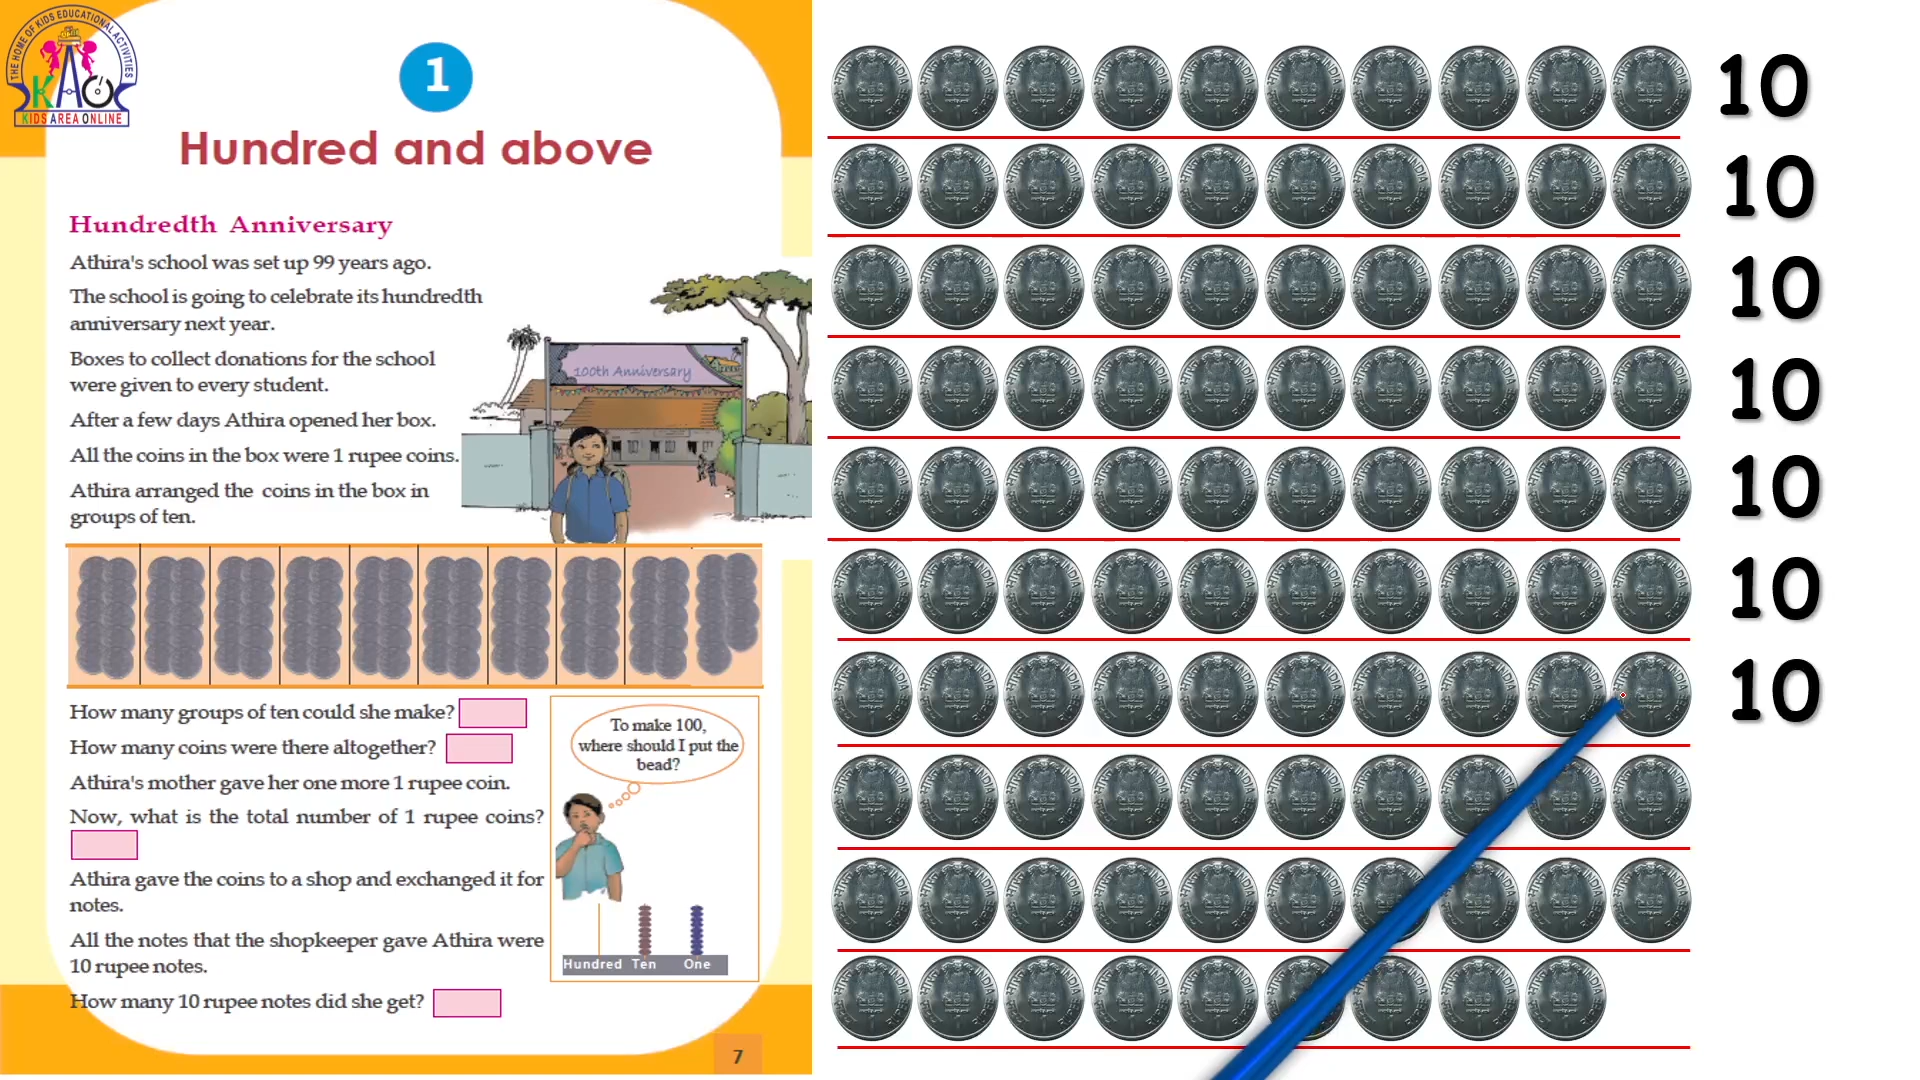 THE HOME OF KIDS EDUCATIONAL ACTIVITIES
KAO
KIDS AREA ONLINE
1
Hundred and above
Hundredth Anniversary
Athira's school was set up 99 years ago.
The school is going to celebrate its hundredth
anniversary next year.
Boxes to collect donations for the school
were given to every student.
After a few days Athira opened her box.
All the coins in the box were 1 rupee coins.
Athira arranged the coins in the box in
groups of ten.
100th Anniversary
How many groups of ten could she make?
How many coins were there altogether?
Athira's mother gave her one more 1 rupee coin.
Now, what is the total number of 1 rupee coins?
Athira gave the coins to a shop and exchanged it for
notes.
All the notes that the shopkeeper gave Athira were
10 rupee notes.
How many 10 rupee notes did she get?
To make 100,
where should I put the
bead?
Hundred Ten One
7
10
10
10
10
10
10
10